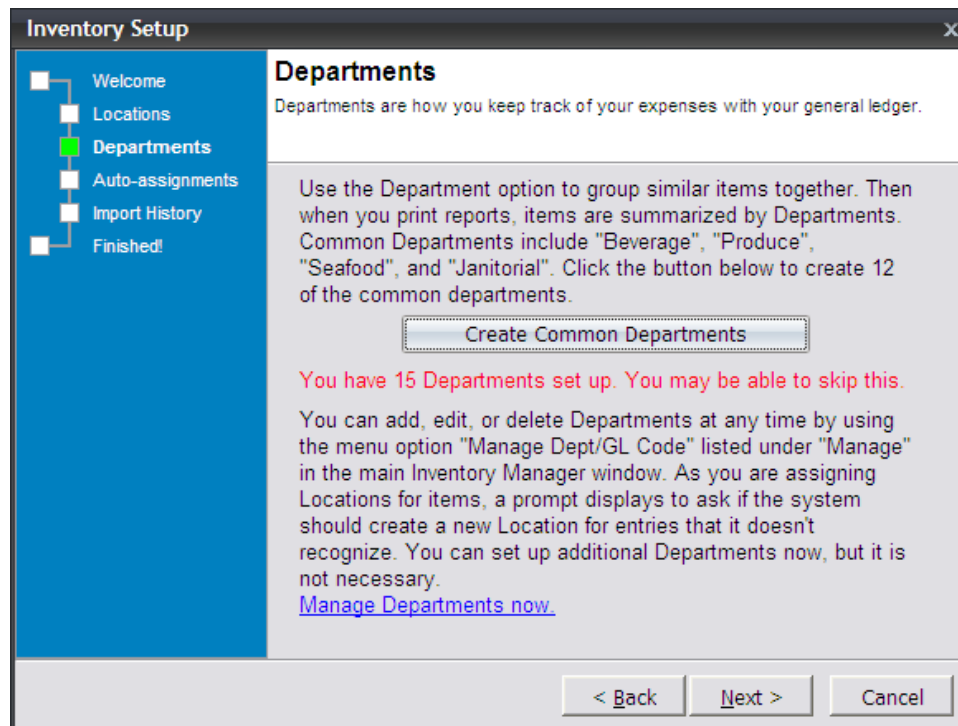 Inventory Setup
x
Welcome
Locations
Departments
Auto-assignments
Import History
Finished!
Departments
Departments are how you keep track of your expenses with your general ledger.
Use the Department option to group similar items together. Then
when you print reports, items are summarized by Departments.
Common Departments include "Beverage", "Produce",
"Seafood", and "Janitorial". Click the button below to create 12
of the common departments.
Create Common Departments
You have 15 Departments set up. You may be able to skip this.
You can add, edit, or delete Departments at any time by using
the menu option "Manage Dept/GL Code" listed under "Manage"
in the main Inventory Manager window. As you are assigning
Locations for items, a prompt displays to ask if the system
should create a new Location for entries that it doesn't
recognize. You can set up additional Departments now, but it is
not necessary.
Manage Departments now.
< Back
Next >
Cancel